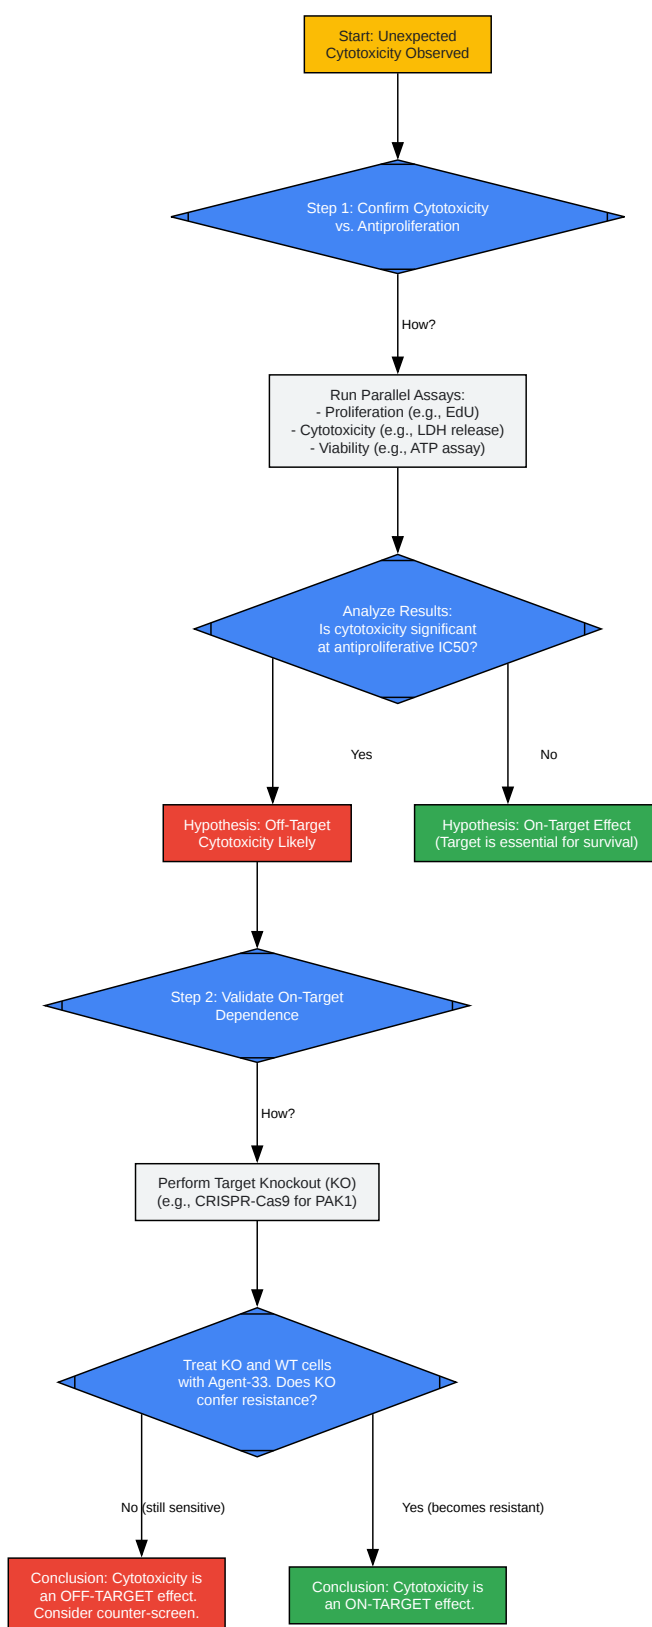 Start: Unexpected
Cytotoxicity Observed
Step 1: Confirm Cytotoxicity
vs. Antiproliferation
How?
Run Parallel Assays:
- Proliferation (e.g., EdU)
- Cytotoxicity (e.g., LDH release)
- Viability (e.g., ATP assay)
Analyze Results:
Is cytotoxicity significant
at antiproliferative IC50?
Yes
No
Hypothesis: Off-Target
Cytotoxicity Likely
Hypothesis: On-Target Effect
(Target is essential for survival)
Step 2: Validate On-Target
Dependence
How?
Perform Target Knockout (KO)
(e.g., CRISPR-Cas9 for PAK1)
Treat KO and WT cells
with Agent-33. Does KO
confer resistance?
No (still sensitive)
Yes (becomes resistant)
Conclusion: Cytotoxicity is
an OFF-TARGET effect.
Consider counter-screen.
Conclusion: Cytotoxicity is
an ON-TARGET effect.